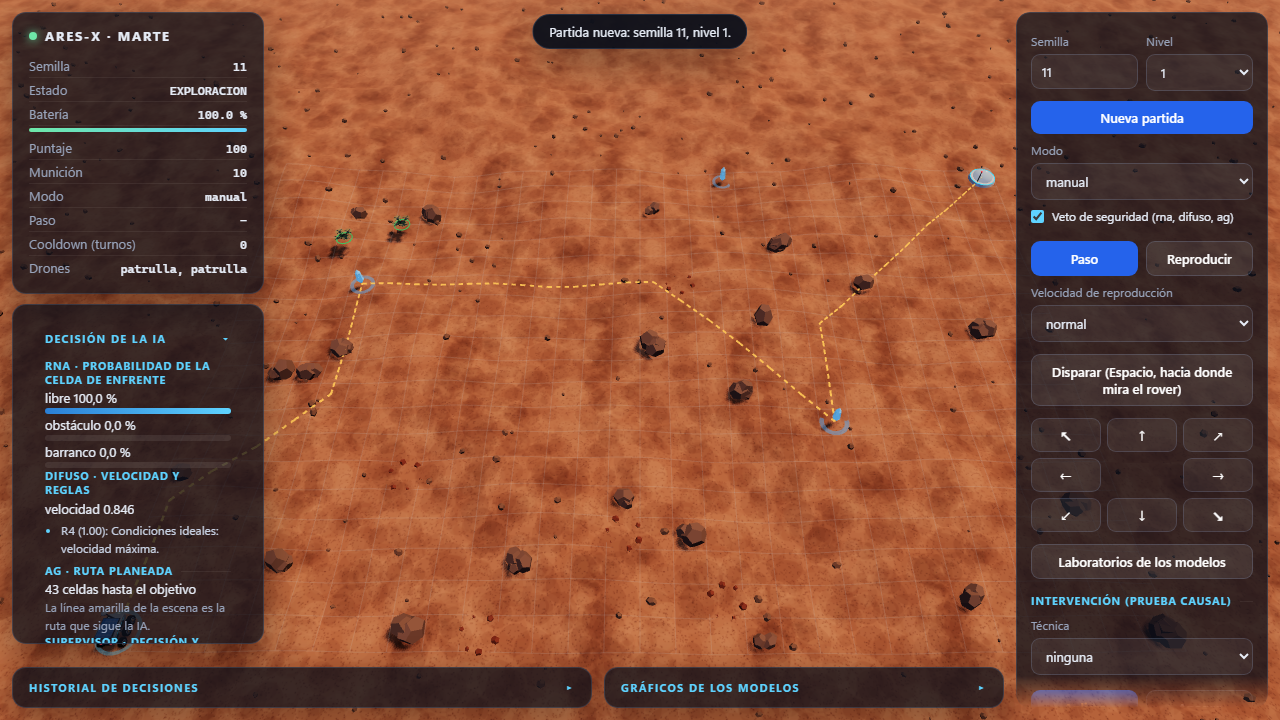 Partida nueva: semilla 11, nivel 1.
ARES-X · MARTE
Semilla 11
Estado EXPLORACION
Batería 100.0 %
Puntaje 100
Munición 10
Modo manual
Paso –
Cooldown (turnos) 0
Drones patrulla, patrulla
DECISIÓN DE LA IA
RNA · PROBABILIDAD DE LA
CELDA DE ENFRENTE
libre 100,0 %
obstáculo 0,0 %
barranco 0,0 %
DIFUSO · VELOCIDAD Y
REGLAS
velocidad 0.846
R4 (1.00): Condiciones ideales:
velocidad máxima.
AG · RUTA PLANEADA
43 celdas hasta el objetivo
La línea amarilla de la escena es la
ruta que sigue la IA.
SUPERVISOR · DECISIÓN Y
HISTORIAL DE DECISIONES
GRÁFICOS DE LOS MODELOS
Semilla Nivel
11 1
Nueva partida
Modo
manual
Veto de seguridad (rna, difuso, ag)
Paso Reproducir
Velocidad de reproducción
normal
Disparar (Espacio, hacia donde
mira el rover)
↖ ↑ ↗
← →
↙ ↓ ↘
Laboratorios de los modelos
INTERVENCIÓN (PRUEBA CAUSAL)
Técnica
ninguna